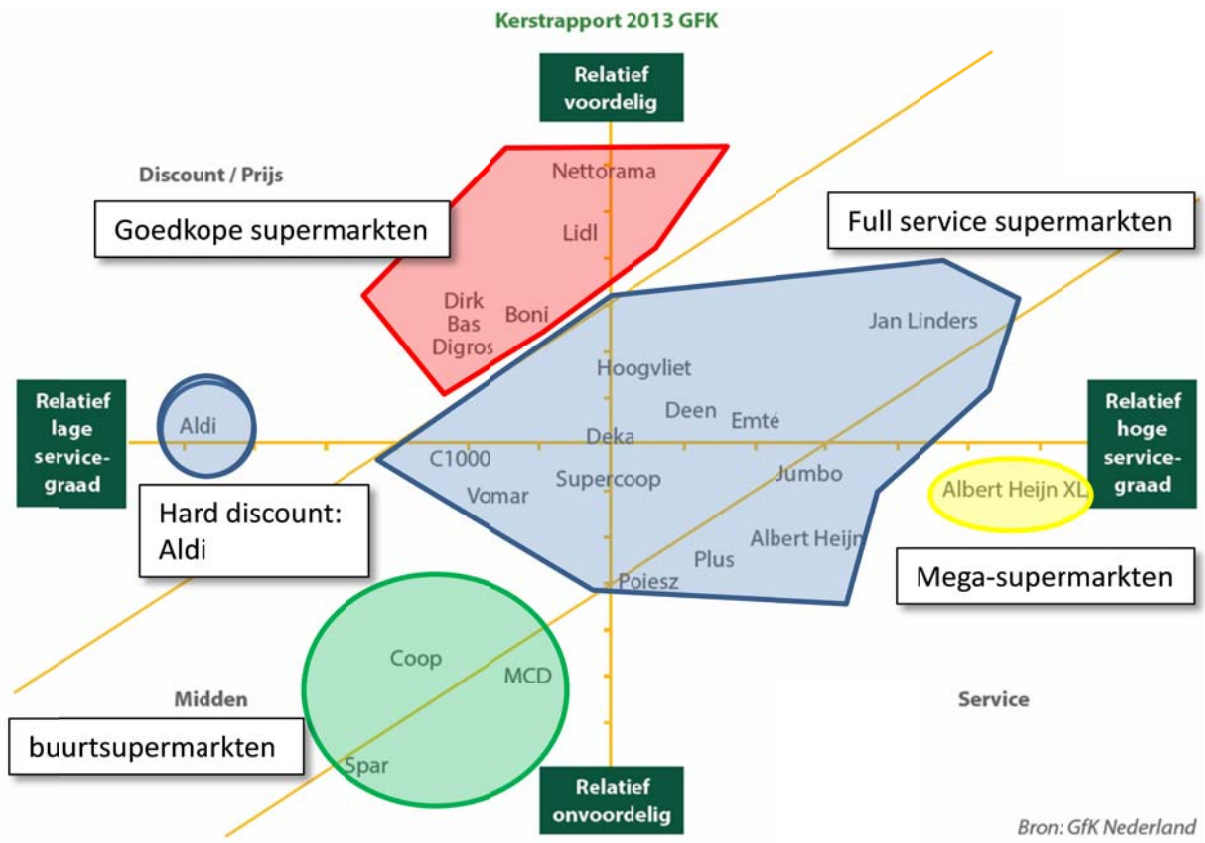 Kerstrapport 2013 GFK
Relatief
voordelig
Discount / Prijs
Nettorama
Goedkope supermarkten
Lidl
Full service supermarkten
Dirk
Bas
Digros
Boni
Jan Linders
Hoogvliet
Relatief
lage
service-
graad
Aldi
Deen
Emté
Deka
Relatief
hoge
service-
graad
C1000
Vomar
Supercoop
Jumbo
Albert Heijn XL
Hard discount:
Aldi
Albert Heijn
Plus
Poiesz
Mega-supermarkten
Coop
MCD
Midden
Service
buurtsupermarkten
Spar
Relatief
onvoordelig
Bron: GfK Nederland